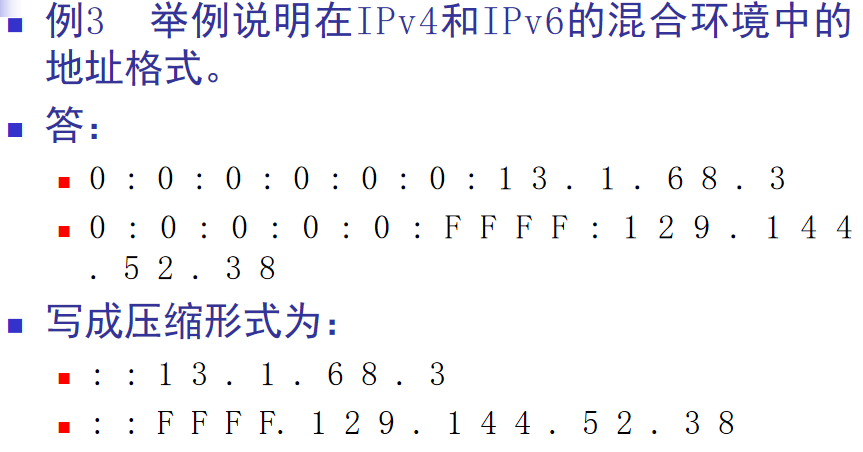 例3 举例说明在IPv4和IPv6的混合环境中的
地址格式。
答：
0:0:0:0:0:0:13.1.68.3
0:0:0:0:0:FFFF:129.144
.52.38
写成压缩形式为：
::13.1.68.3
::FFFF.129.144.52.38